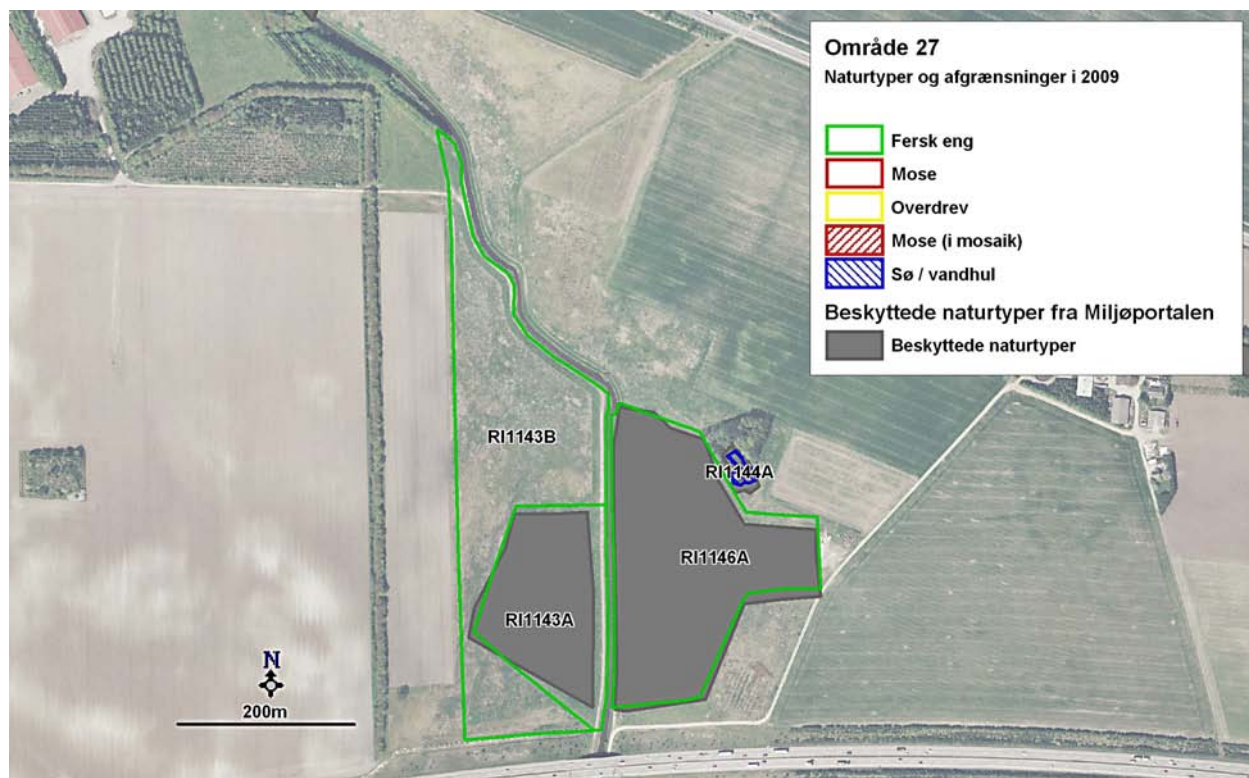 Område 27
Naturtyper og afgrænsninger i 2009
Fersk eng
Mose
Overdrev
Mose (i mosaik)
Sø / vandhul
Beskyttede naturtyper fra Miljøportalen
Beskyttede naturtyper
RI1143B
RI1144A
RI1146A
RI1143A
N
200m